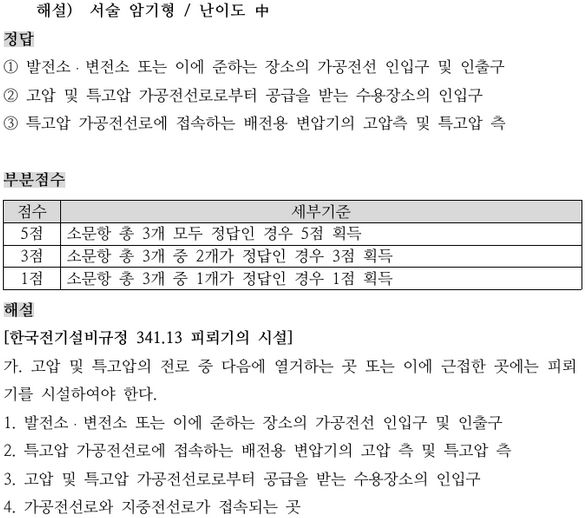 해설) 서술 암기형 / 난이도 中
정답
① 발전소 · 변전소 또는 이에 준하는 장소의 가공전선 인입구 및 인출구
② 고압 및 특고압 가공전선로로부터 공급을 받는 수용장소의 인입구
③ 특고압 가공전선로에 접속하는 배전용 변압기의 고압측 및 특고압 측
부분점수
점수 세부기준
5점 소문항 총 3개 모두 정답인 경우 5점 획득
3점 소문항 총 3개 중 2개가 정답인 경우 3점 획득
1점 소문항 총 3개 중 1개가 정답인 경우 1점 획득
해설
[한국전기설비규정 341.13 피뢰기의 시설]
가. 고압 및 특고압의 전로 중 다음에 열거하는 곳 또는 이에 근접한 곳에는 피뢰
기를 시설하여야 한다.
1. 발전소 · 변전소 또는 이에 준하는 장소의 가공전선 인입구 및 인출구
2. 특고압 가공전선로에 접속하는 배전용 변압기의 고압 측 및 특고압 측
3. 고압 및 특고압 가공전선로로부터 공급을 받는 수용장소의 인입구
4. 가공전선로와 지중전선로가 접속되는 곳